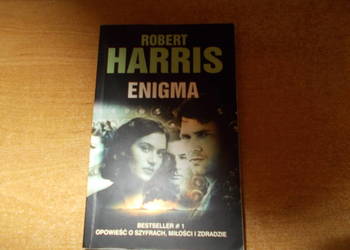 ROBERT
HARRIS
ENIGMA
BESTSELLER # 1
OPOWIEŚĆ O SZYFRACH, MIŁOŚCI I ZDRADZIE